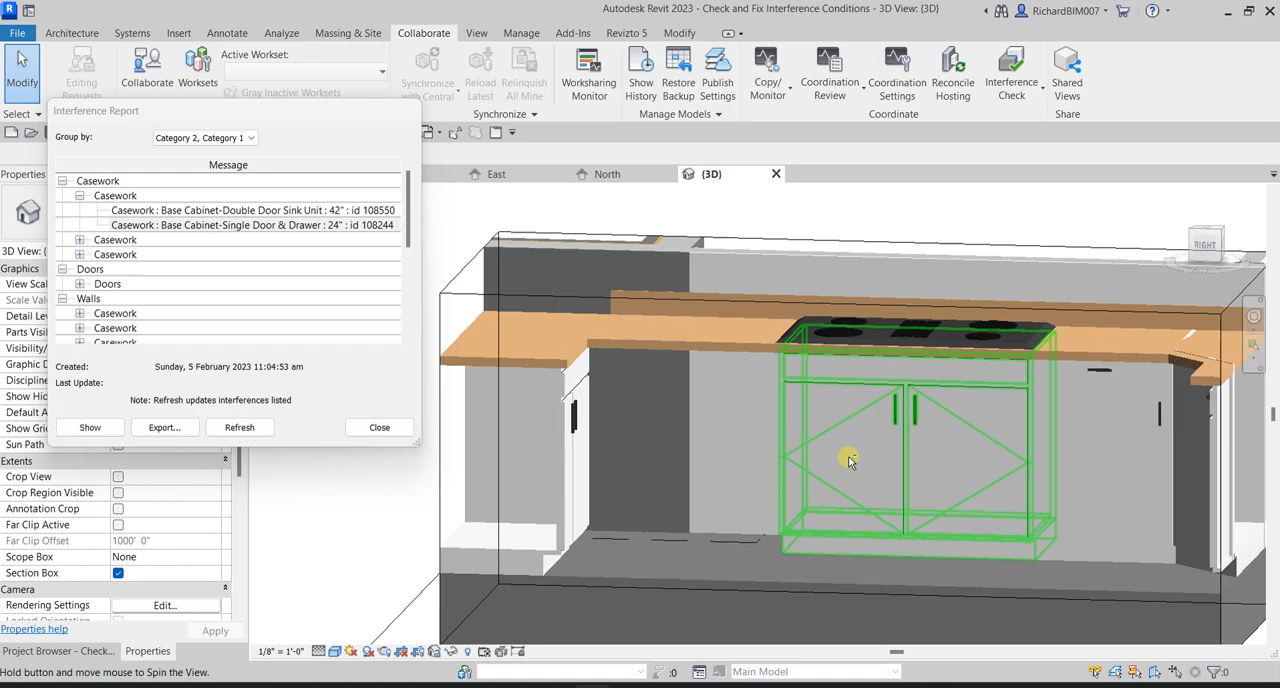 Autodesk Revit 2023 - Check and Fix Interference Conditions - 3D View: {3D}
RichardBIM007
File
Architecture
Systems
Insert
Annotate
Analyze
Massing & Site
Collaborate
View
Manage
Add-Ins
Revizto 5
Modify
Modify
Editing
Requests
Collaborate
Worksets
Active Workset:
Gray Inactive Worksets
Synchronize
with Central
Reload
Latest
Relinquish
All Mine
Worksharing
Monitor
Show
History
Restore
Backup
Publish
Settings
Copy/
Monitor
Coordination
Review
Coordination
Settings
Reconcile
Hosting
Interference
Check
Shared
Views
Select
Synchronize
Manage Models
Coordinate
Share
Interference Report
Group by:
Category 2, Category 1
Message
Casework
Casework
Casework : Base Cabinet-Double Door Sink Unit : 42" : id 108550
Casework : Base Cabinet-Single Door & Drawer : 24" : id 108244
Casework
Casework
Doors
Doors
Walls
Casework
Casework
Casework
Created:
Sunday, 5 February 2023 11:04:53 am
Last Update:
Note: Refresh updates interferences listed
Show
Export...
Refresh
Close
East
North
{3D}
RIGHT
Properties
3D View: {
Graphics
View Scal
Scale Valu
Detail Lev
Parts Visi
Visibility/
Graphic D
Disciplin
Show Hid
Default A
Show Gri
Sun Path
Extents
Crop View
Crop Region Visible
Annotation Crop
Far Clip Active
Far Clip Offset
1000' 0"
Scope Box
None
Section Box
Camera
Rendering Settings
Edit...
Properties help
Apply
Project Browser - Check...
Properties
1/8" = 1'-0"
Hold button and move mouse to Spin the View.
:0
Main Model
:0